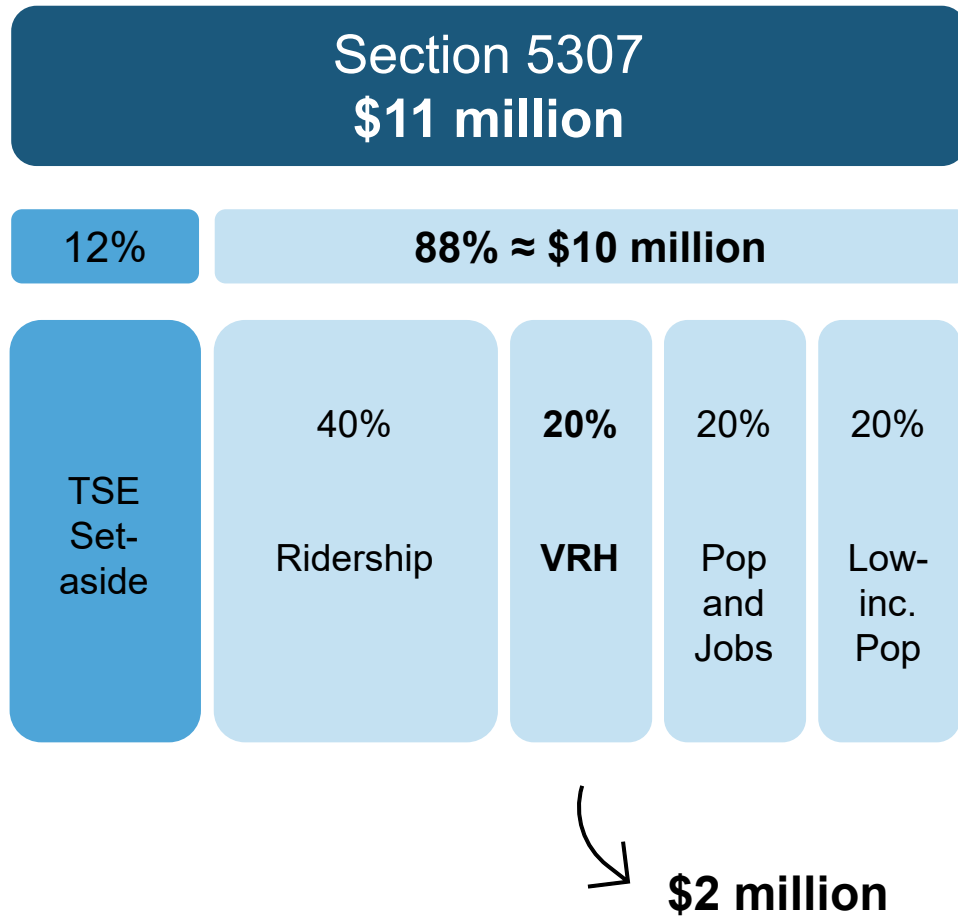 Section 5307
$11 million
12%
88% ≈ $10 million
TSE
Set-
aside
40%
Ridership
20%
VRH
20%
Pop
and
Jobs
20%
Low-
inc.
Pop
$2 million